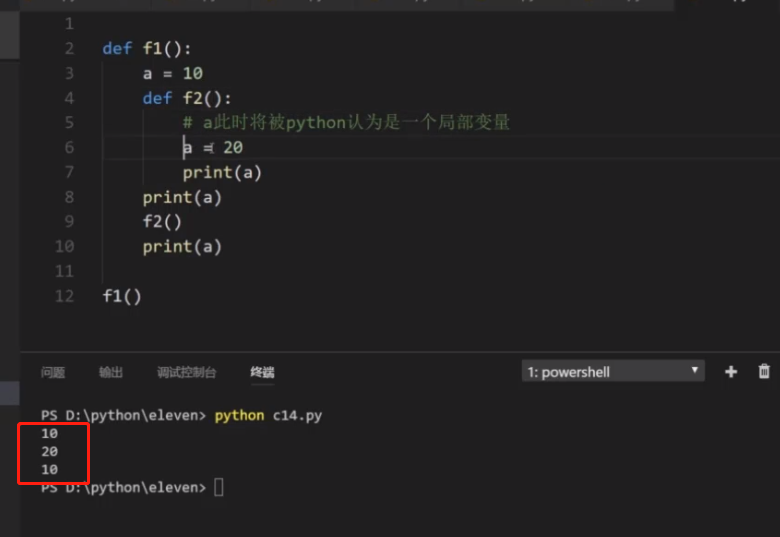 1
2 def f1():
3     a = 10
4     def f2():
5         # a此时将被python认为是一个局部变量
6         a = 20
7         print(a)
8     print(a)
9     f2()
10     print(a)
11
12 f1()
问题 输出 调试控制台 终端 1: powershell
PS D:\python\eleven> python c14.py
10
20
10
PS D:\python\eleven>